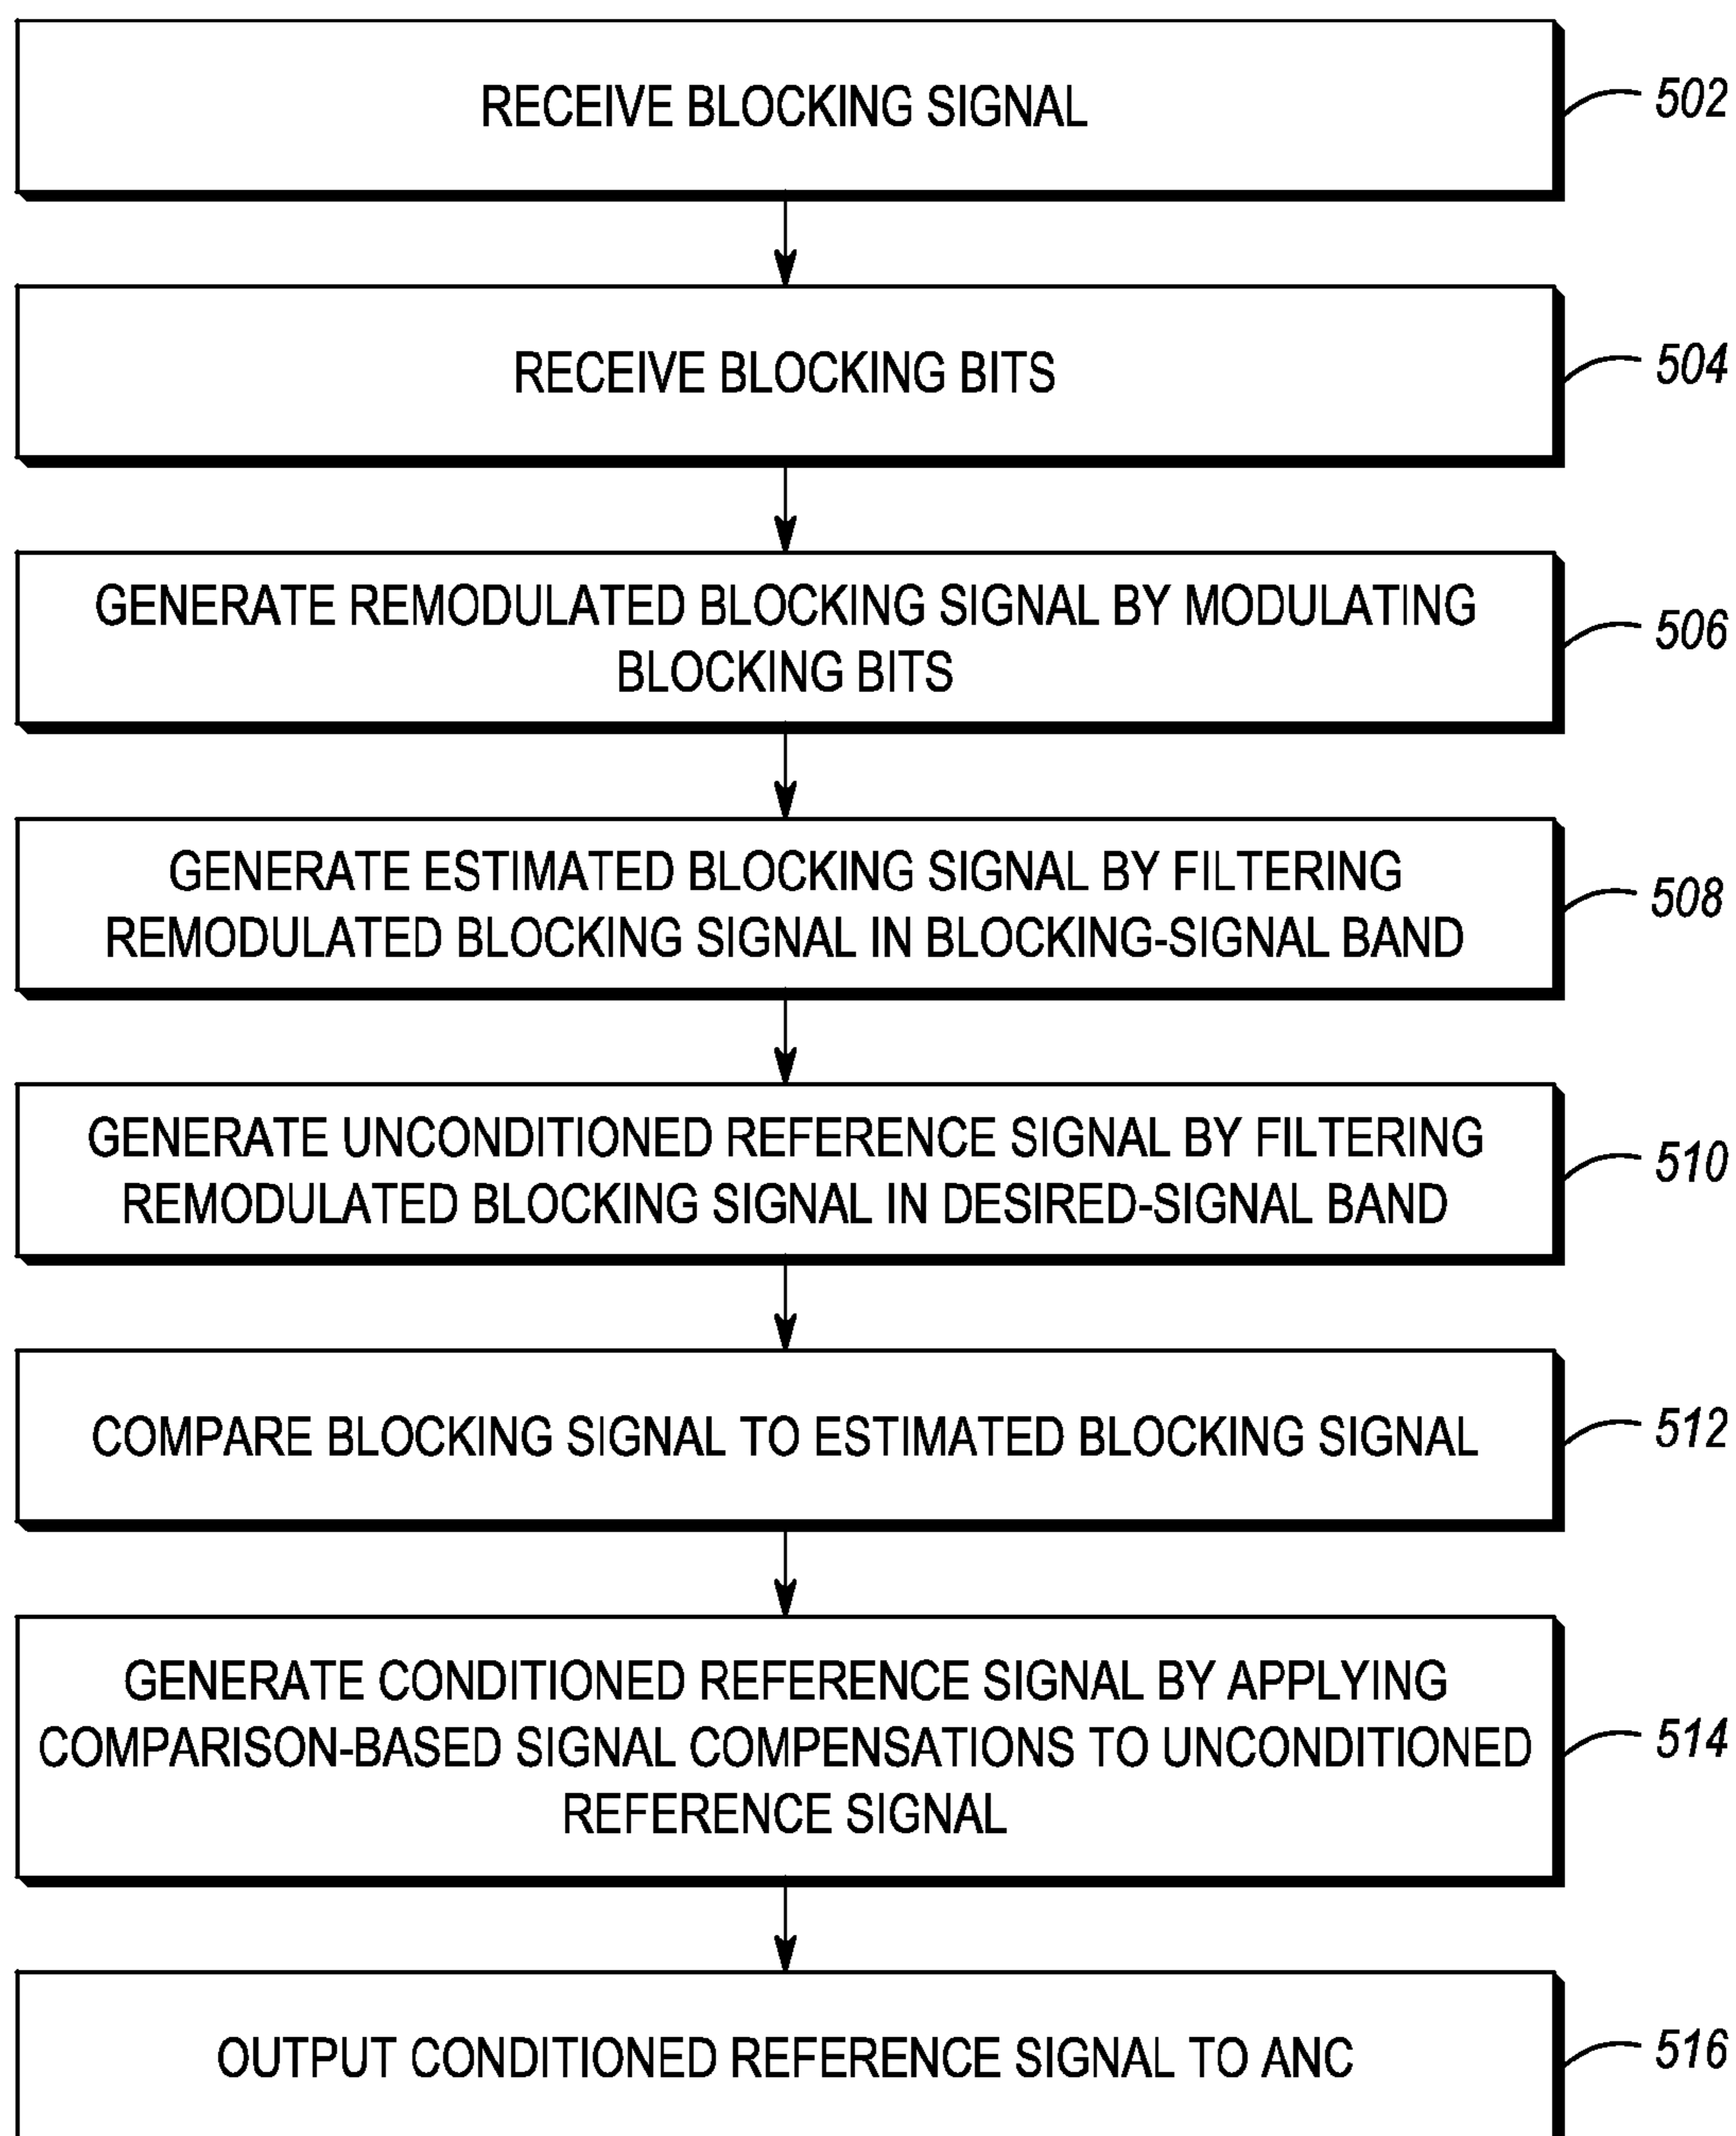 RECEIVE BLOCKING SIGNAL
502
RECEIVE BLOCKING BITS
504
GENERATE REMODULATED BLOCKING SIGNAL BY MODULATING
BLOCKING BITS
506
GENERATE ESTIMATED BLOCKING SIGNAL BY FILTERING
REMODULATED BLOCKING SIGNAL IN BLOCKING-SIGNAL BAND
508
GENERATE UNCONDITIONED REFERENCE SIGNAL BY FILTERING
REMODULATED BLOCKING SIGNAL IN DESIRED-SIGNAL BAND
510
COMPARE BLOCKING SIGNAL TO ESTIMATED BLOCKING SIGNAL
512
GENERATE CONDITIONED REFERENCE SIGNAL BY APPLYING
COMPARISON-BASED SIGNAL COMPENSATIONS TO UNCONDITIONED
REFERENCE SIGNAL
514
OUTPUT CONDITIONED REFERENCE SIGNAL TO ANC
516